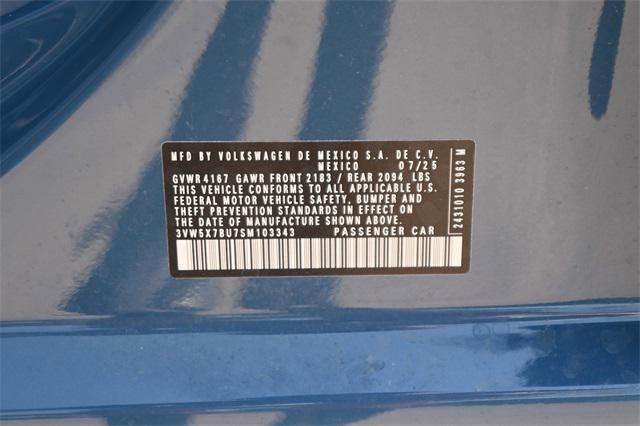 MFD BY VOLKSWAGEN DE MEXICO S.A. DE C.V.
MEXICO 07/25
GVWR 4167 GAWR FRONT 2183 / REAR 2094 LBS
THIS VEHICLE CONFORMS TO ALL APPLICABLE U.S.
FEDERAL MOTOR VEHICLE SAFETY, BUMPER AND
THEFT PREVENTION STANDARDS IN EFFECT ON
THE DATE OF MANUFACTURE SHOWN ABOVE.
3VW5X7BU7SM103343 PASSENGER CAR
2431010 3963 M